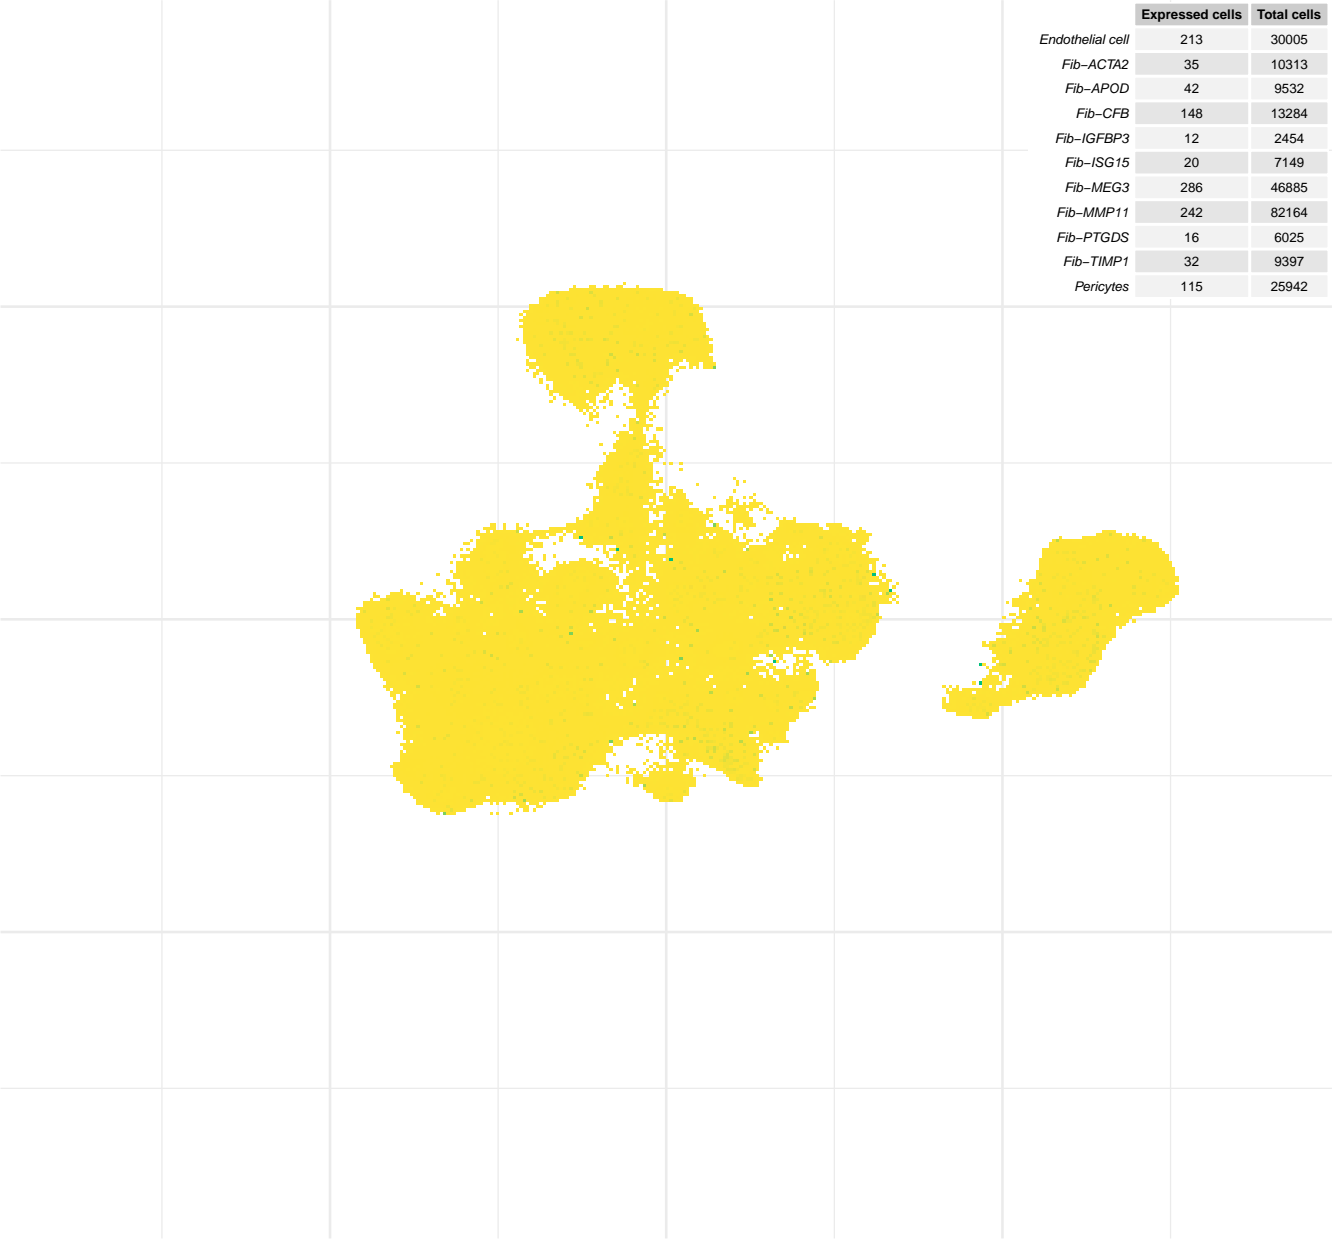 Expressed cells Total cells
Endothelial cell 213 30005
Fib−ACTA2 35 10313
Fib−APOD 42 9532
Fib−CFB 148 13284
Fib−IGFBP3 12 2454
Fib−ISG15 20 7149
Fib−MEG3 286 46885
Fib−MMP11 242 82164
Fib−PTGDS 16 6025
Fib−TIMP1 32 9397
Pericytes 115 25942